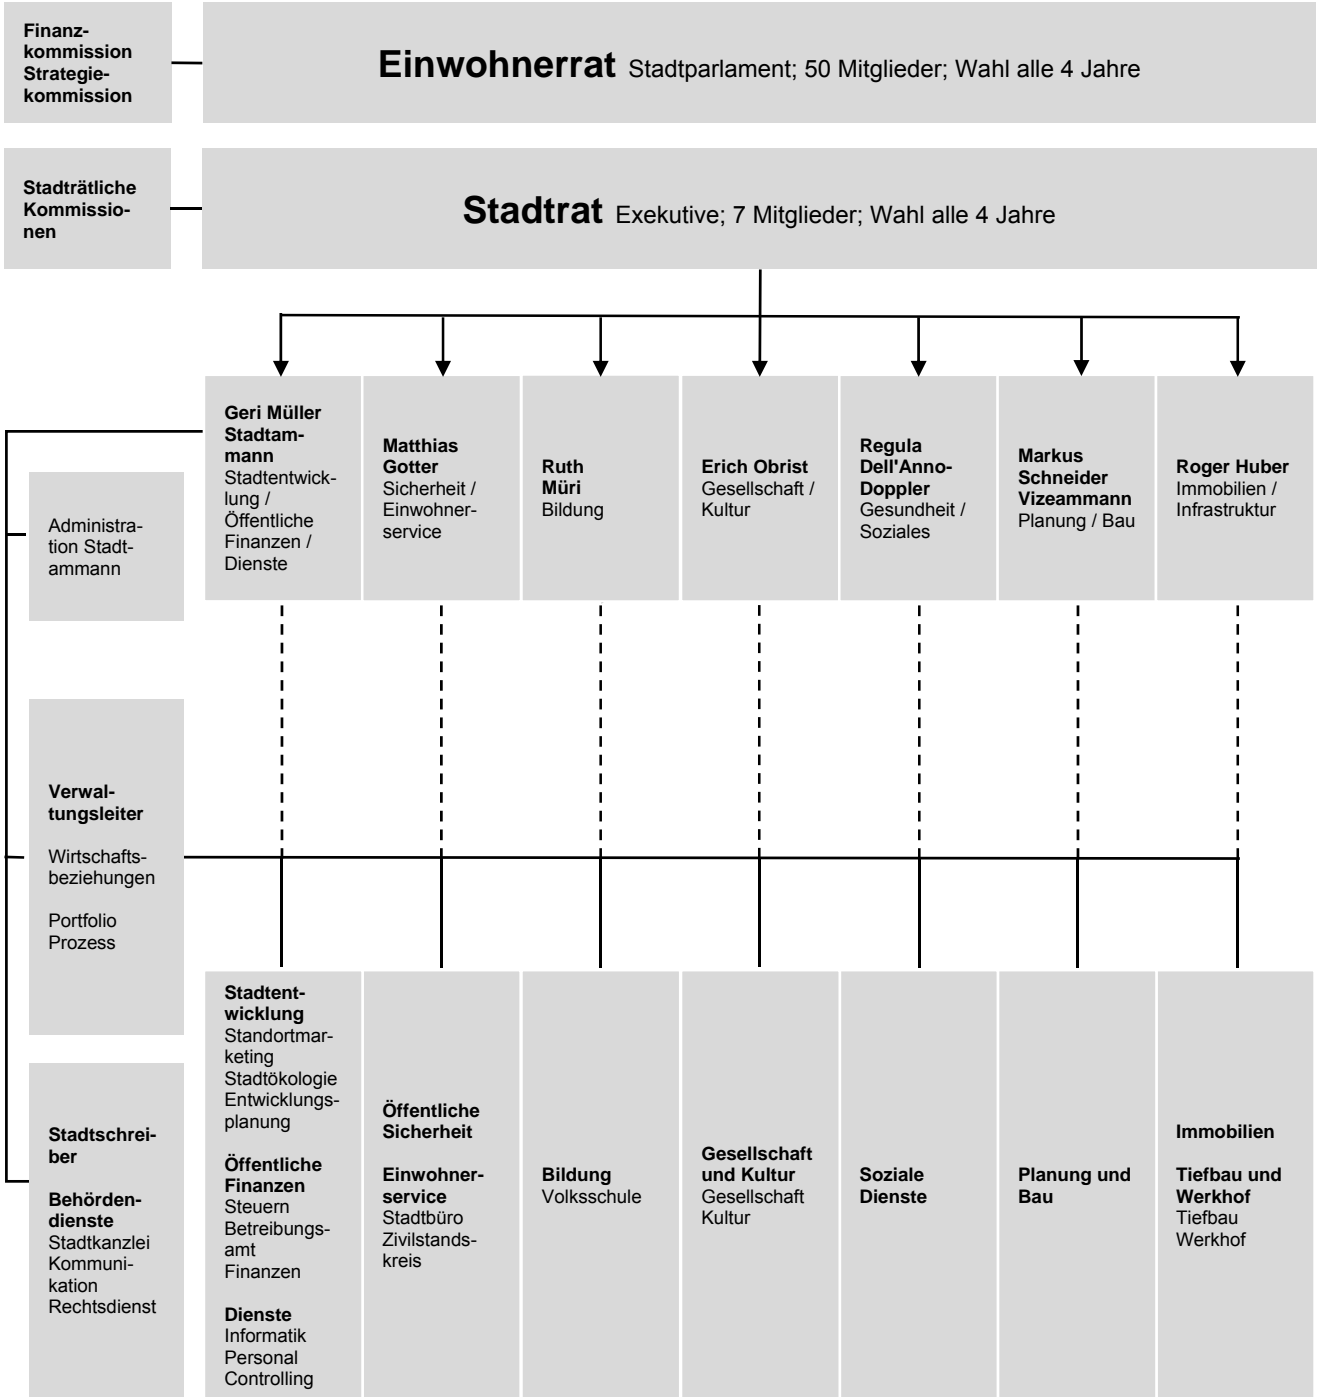 Finanz-
kommission
Strategie-
kommission
Einwohnerrat Stadtparlament; 50 Mitglieder; Wahl alle 4 Jahre
Stadträtliche
Kommissio-
nen
Stadtrat Exekutive; 7 Mitglieder; Wahl alle 4 Jahre
Geri Müller
Stadtam-
mann
Stadtentwick-
lung /
Öffentliche
Finanzen /
Dienste
Matthias
Gotter
Sicherheit /
Einwohner-
service
Ruth
Müri
Bildung
Erich Obrist
Gesellschaft /
Kultur
Regula
Dell'Anno-
Doppler
Gesundheit /
Soziales
Markus
Schneider
Vizeammann
Planung / Bau
Roger Huber
Immobilien /
Infrastruktur
Administra-
tion Stadt-
ammann
Verwal-
tungsleiter
Wirtschafts-
beziehungen
Portfolio
Prozess
Stadtschrei-
ber
Behörden-
dienste
Stadtkanzlei
Kommuni-
kation
Rechtsdienst
Stadtent-
wicklung
Standortmar-
keting
Stadtökologie
Entwicklungs-
planung
Öffentliche
Finanzen
Steuern
Betreibungs-
amt
Finanzen
Dienste
Informatik
Personal
Controlling
Öffentliche
Sicherheit
Einwohner-
service
Stadtbüro
Zivilstands-
kreis
Bildung
Volksschule
Gesellschaft
und Kultur
Gesellschaft
Kultur
Soziale
Dienste
Planung und
Bau
Immobilien
Tiefbau und
Werkhof
Tiefbau
Werkhof